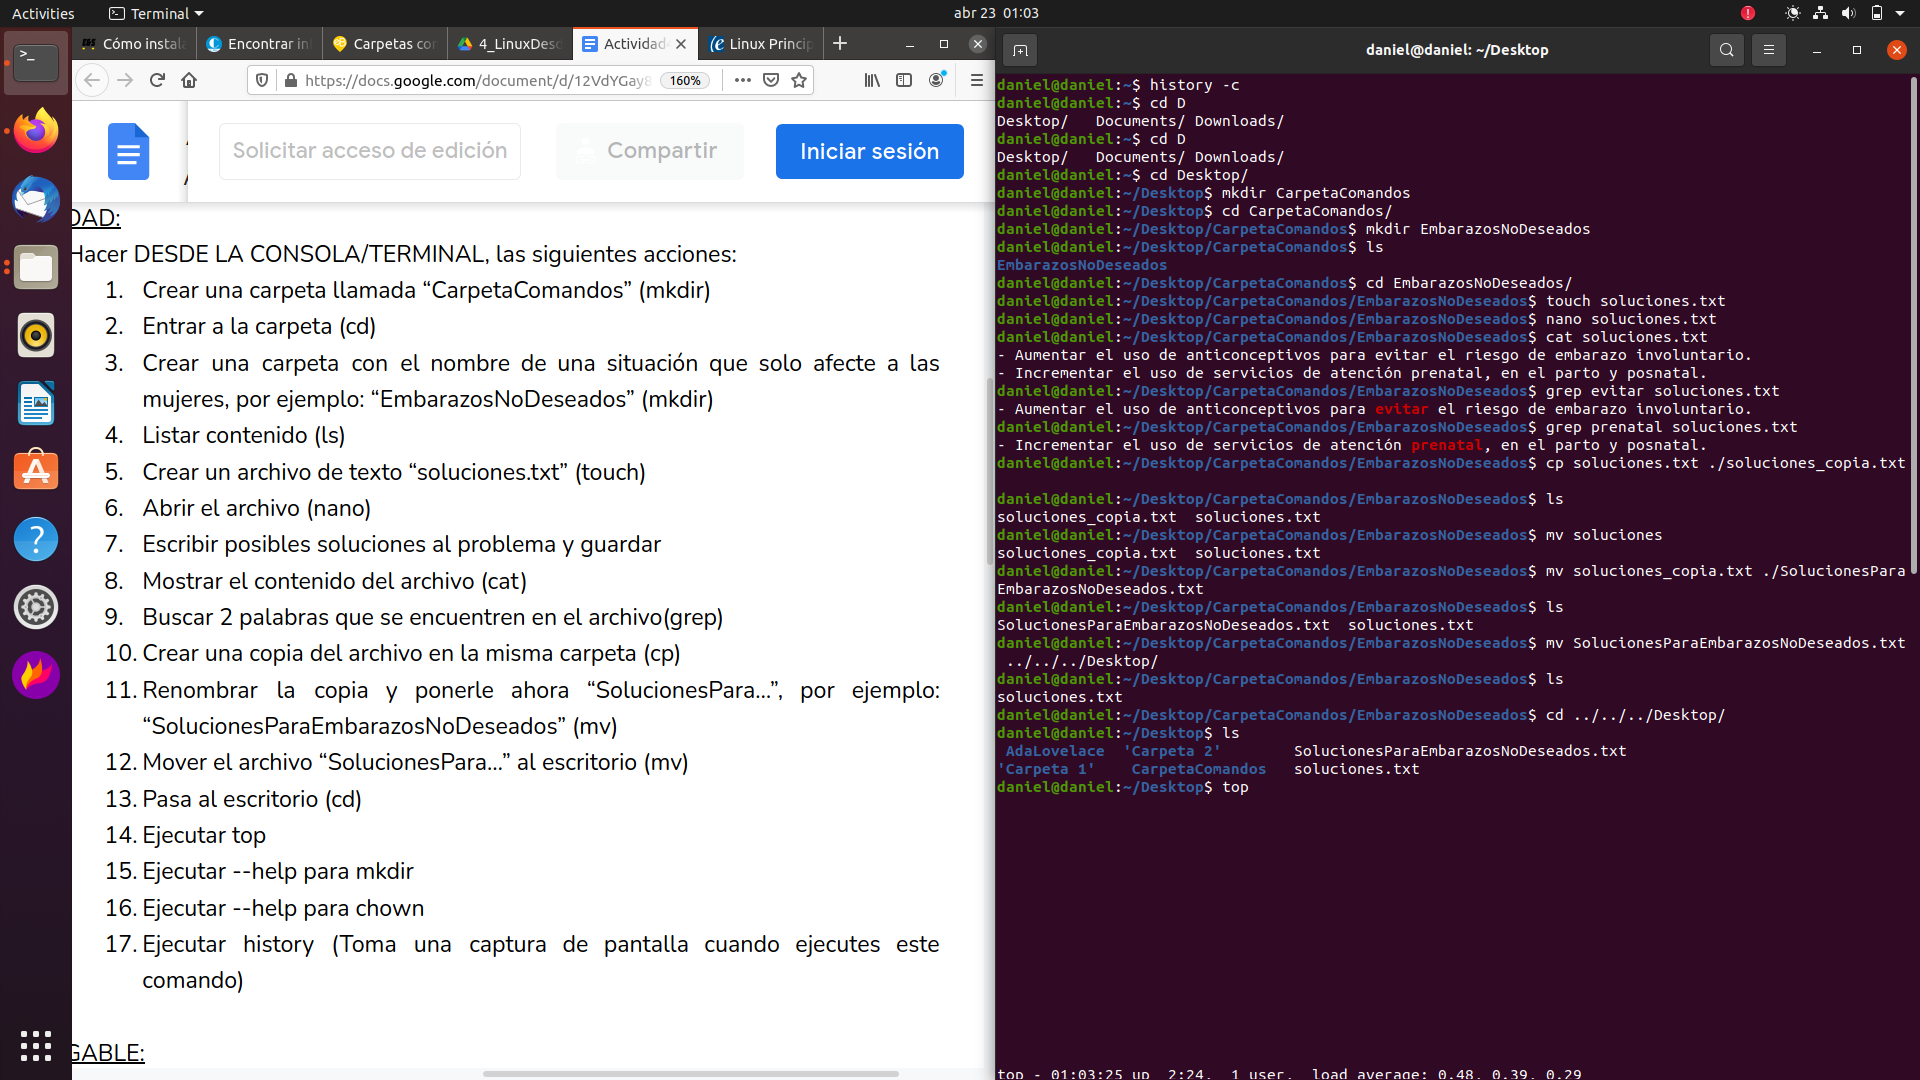 Activities
Terminal
abr 23 01:03
Cómo instala
Encontrar in
Carpetas co
4_LinuxDes
Actividad
Linux Princip
https://docs.google.com/document/d/12VdYGay8
160%
Solicitar acceso de edición
Compartir
Iniciar sesión
DAD:
Hacer DESDE LA CONSOLA/TERMINAL, las siguientes acciones:
1. Crear una carpeta llamada “CarpetaComandos” (mkdir)
2. Entrar a la carpeta (cd)
3. Crear una carpeta con el nombre de una situación que solo afecte a las
mujeres, por ejemplo: “EmbarazosNoDeseados” (mkdir)
4. Listar contenido (ls)
5. Crear un archivo de texto “soluciones.txt” (touch)
6. Abrir el archivo (nano)
7. Escribir posibles soluciones al problema y guardar
8. Mostrar el contenido del archivo (cat)
9. Buscar 2 palabras que se encuentren en el archivo(grep)
10. Crear una copia del archivo en la misma carpeta (cp)
11. Renombrar la copia y ponerle ahora “SolucionesPara...”, por ejemplo:
“SolucionesParaEmbarazosNoDeseados” (mv)
12. Mover el archivo “SolucionesPara...” al escritorio (mv)
13. Pasa al escritorio (cd)
14. Ejecutar top
15. Ejecutar --help para mkdir
16. Ejecutar --help para chown
17. Ejecutar history (Toma una captura de pantalla cuando ejecutes este
comando)
GABLE:
daniel@daniel: ~/Desktop
daniel@daniel:~$ history -c
daniel@daniel:~$ cd D
Desktop/   Documents/ Downloads/
daniel@daniel:~$ cd D
Desktop/   Documents/ Downloads/
daniel@daniel:~$ cd Desktop/
daniel@daniel:~/Desktop$ mkdir CarpetaComandos
daniel@daniel:~/Desktop$ cd CarpetaComandos/
daniel@daniel:~/Desktop/CarpetaComandos$ mkdir EmbarazosNoDeseados
daniel@daniel:~/Desktop/CarpetaComandos$ ls
EmbarazosNoDeseados
daniel@daniel:~/Desktop/CarpetaComandos$ cd EmbarazosNoDeseados/
daniel@daniel:~/Desktop/CarpetaComandos/EmbarazosNoDeseados$ touch soluciones.txt
daniel@daniel:~/Desktop/CarpetaComandos/EmbarazosNoDeseados$ nano soluciones.txt
daniel@daniel:~/Desktop/CarpetaComandos/EmbarazosNoDeseados$ cat soluciones.txt
- Aumentar el uso de anticonceptivos para evitar el riesgo de embarazo involuntario.
- Incrementar el uso de servicios de atención prenatal, en el parto y posnatal.
daniel@daniel:~/Desktop/CarpetaComandos/EmbarazosNoDeseados$ grep evitar soluciones.txt
- Aumentar el uso de anticonceptivos para evitar el riesgo de embarazo involuntario.
daniel@daniel:~/Desktop/CarpetaComandos/EmbarazosNoDeseados$ grep prenatal soluciones.txt
- Incrementar el uso de servicios de atención prenatal, en el parto y posnatal.
daniel@daniel:~/Desktop/CarpetaComandos/EmbarazosNoDeseados$ cp soluciones.txt ./soluciones_copia.txt
daniel@daniel:~/Desktop/CarpetaComandos/EmbarazosNoDeseados$ ls
soluciones_copia.txt  soluciones.txt
daniel@daniel:~/Desktop/CarpetaComandos/EmbarazosNoDeseados$ mv soluciones
soluciones_copia.txt  soluciones.txt
daniel@daniel:~/Desktop/CarpetaComandos/EmbarazosNoDeseados$ mv soluciones_copia.txt ./SolucionesPara
EmbarazosNoDeseados.txt
daniel@daniel:~/Desktop/CarpetaComandos/EmbarazosNoDeseados$ ls
SolucionesParaEmbarazosNoDeseados.txt  soluciones.txt
daniel@daniel:~/Desktop/CarpetaComandos/EmbarazosNoDeseados$ mv SolucionesParaEmbarazosNoDeseados.txt
../../../Desktop/
daniel@daniel:~/Desktop/CarpetaComandos/EmbarazosNoDeseados$ ls
soluciones.txt
daniel@daniel:~/Desktop/CarpetaComandos/EmbarazosNoDeseados$ cd ../../../Desktop/
daniel@daniel:~/Desktop$ ls
AdaLovelace  'Carpeta 2'        SolucionesParaEmbarazosNoDeseados.txt
'Carpeta 1'    CarpetaComandos   soluciones.txt
daniel@daniel:~/Desktop$ top
top - 01:03:25 up  2:24,  1 user,  load average: 0.48, 0.39, 0.29